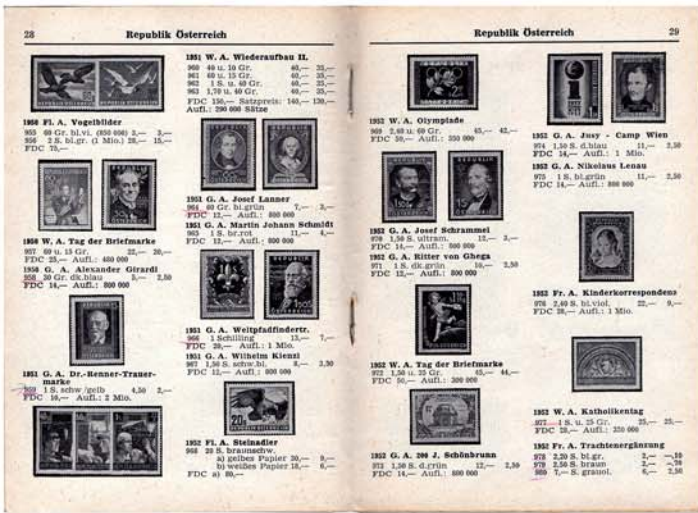 28 Republik Österreich
1950 Fl. A. Vogelbilder
955 60 Gr. bl.vi. (850 000) 3,— 3,—
956 2 S. bl.gr. (1 Mio.) 28,— 15,—
FDC 75,—
1950 W. A. Tag der Briefmarke
957 60 u. 15 Gr. 22,— 20,—
FDC 25,— Aufl.: 400 000
1950 G. A. Alexander Girardi
958 30 Gr. dk.blau 5,— 2,50
FDC 14,— Aufl.: 800 000
1951 G. A. Dr.-Renner-Trauer-
marke
959 1 S. schw./gelb 4,50 2,—
FDC 10,— Aufl.: 2 Mio.
1951 W. A. Wiederaufbau II.
960 40 u. 10 Gr. 40,— 35,—
961 60 u. 15 Gr. 40,— 35,—
962 1 S. u. 40 Gr. 40,— 35,—
963 1,70 u. 40 Gr. 40,— 35,—
FDC 150,— Satzpreis: 140,— 130,—
Aufl. 290 000 Sätze
1951 G. A. Josef Lanner
964 60 Gr. bl.grün 7,— 3,—
FDC 12,— Aufl.: 800 000
1951 G. A. Martin Johann Schmidt
965 1 S. br.rot 11,— 4,—
FDC 12,— Aufl.: 800 000
1951 G. A. Weltpfadfindertr.
966 1 Schilling 13,— 7,—
FDC 20,— Aufl.: 1 Mio.
1951 G. A. Wilhelm Kienzl
967 1,50 S. schw.bl. 8,— 3,50
FDC 12,— Aufl.: 800 000
1952 Fl. A. Steinadler
968 20 S. braunschw.
a) gelbes Papier 20,— 9,—
b) weißes Papier 18,— 6,—
FDC a) 80,—
Republik Österreich 29
1952 W. A. Olympiade
969 2,40 u. 60 Gr. 45,— 42,—
FDC 50,— Aufl.: 350 000
1952 G. A. Josef Schrammel
970 1,50 S. ultram. 12,— 3,—
FDC 14,— Aufl.: 800 000
1952 G. A. Ritter von Ghega
971 1 S. dk.grün 10,— 2,50
FDC 12,— Aufl.: 800 000
1952 W. A. Tag der Briefmarke
972 1,50 u. 35 Gr. 45,— 44,—
FDC 50,— Aufl.: 300 000
1952 G. A. 200 J. Schönbrunn
973 1,50 S. d.grün 12,— 2,50
FDC 14,— Aufl.: 800 000
1952 G. A. Jusy - Camp Wien
974 1,50 S. d.blau 11,— 2,50
FDC 14,— Aufl.: 1 Mio.
1952 G. A. Nikolaus Lenau
975 1 S. bl.grün 11,— 2,50
FDC 14,— Aufl.: 800 000
1952 Fr. A. Kinderkorrespondenz
976 2,40 S. bl.viol. 22,— 9,—
FDC 28,— Aufl.: 1 Mio.
1952 W. A. Katholikentag
977 1 S. u. 25 Gr. 25,— 25,—
FDC 28,— Aufl.: 350 000
1952 Fr. A. Trachtenergänzung
978 2,20 S. bl.gr. 2,— —,10
979 2,50 S. braun 2,— —,70
980 7,— S. grauol. 6,— 2,50